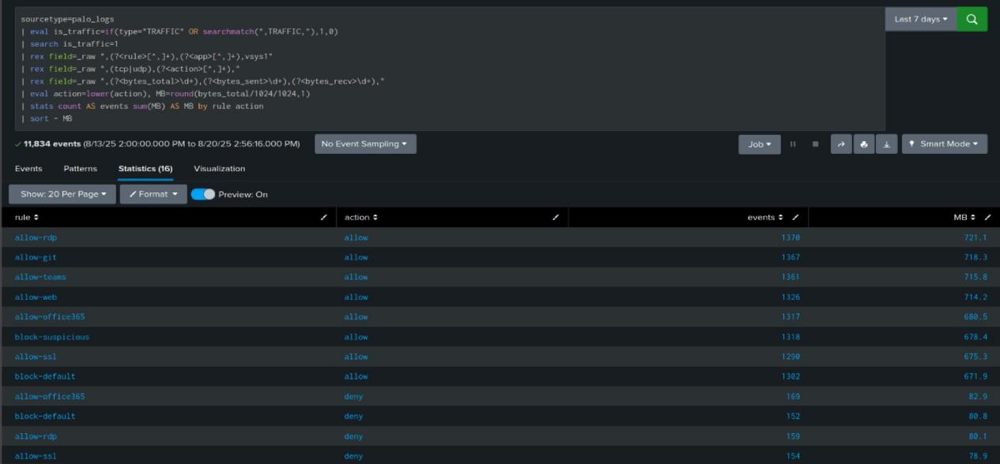 sourcetype=palo_logs
| eval is_traffic=if(type="TRAFFIC" OR searchmatch(",TRAFFIC,"),1,0)
| search is_traffic=1
| rex field=_raw ",(?<rule>[^,]+),(?<app>[^,]+),vsys1"
| rex field=_raw ",(tcp|udp),(?<action>[^,]+),"
| rex field=_raw ",(?<bytes_total>\d+),(?<bytes_sent>\d+),(?<bytes_recv>\d+),"
| eval action=lower(action), MB=round(bytes_total/1024/1024,1)
| stats count AS events sum(MB) AS MB by rule action
| sort - MB
Last 7 days
11,834 events (8/13/25 2:00:00.000 PM to 8/20/25 2:56:16.000 PM) No Event Sampling Job Smart Mode
Events Patterns Statistics (16) Visualization
Show: 20 Per Page Format Preview: On
rule action events MB
allow-rdp allow 1370 721.1
allow-git allow 1367 718.3
allow-teams allow 1361 715.8
allow-web allow 1326 714.2
allow-office365 allow 1317 680.5
block-suspicious allow 1318 678.4
allow-ssl allow 1290 675.3
block-default allow 1302 671.9
allow-office365 deny 169 82.9
block-default deny 152 80.8
allow-rdp deny 159 80.1
allow-ssl deny 154 78.9